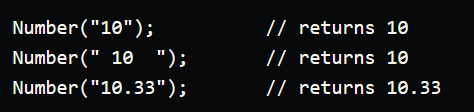 Number("10");          // returns 10
Number(" 10  ");       // returns 10
Number("10.33");       // returns 10.33